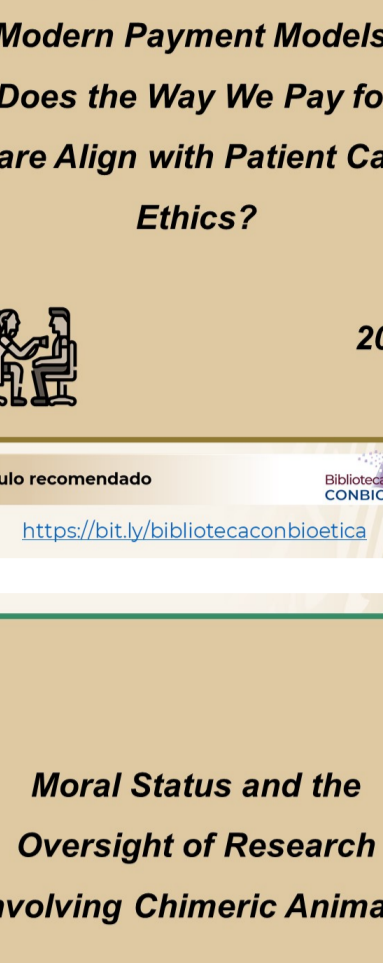 Modern Payment Models
Does the Way We Pay fo
are Align with Patient Ca
Ethics?
20
ulo recomendado
Biblioteca
CONBIO
https://bit.ly/bibliotecaconbioetica
Moral Status and the
Oversight of Research
nvolving Chimeric Anima